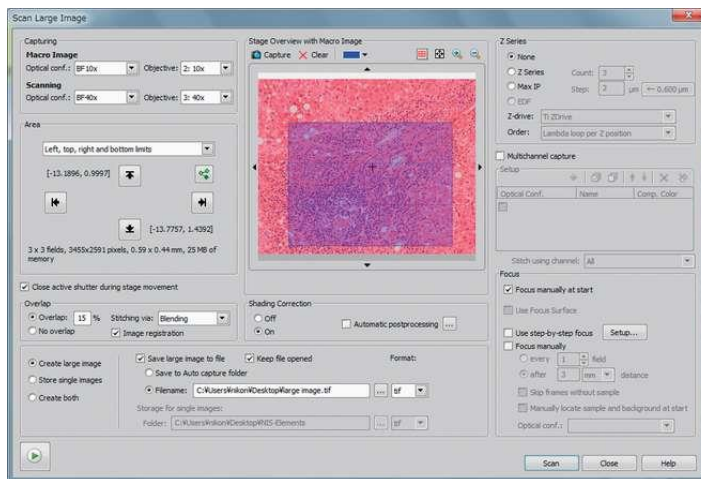 Scan Large Image
Capturing
Macro Image
Optical conf.: BF10x Objective: 2: 10x
Scanning
Optical conf.: BF40x Objective: 3: 40x
Area
Left, top, right and bottom limits
[-13.1896, 0.9997]
[-13.7757, 1.4392]
3 x 3 fields, 3455x2591 pixels, 0.59 x 0.44 mm, 25 MB of
memory
Close active shutter during stage movement
Overlap
Overlap: 15 % Stitching via: Blending
No overlap Image registration
Stage Overview with Macro Image
Capture Clear
Shading Correction
Off
On
Automatic postprocessing ...
Create large image
Store single images
Create both
Save large image to file Keep file opened Format:
Save to Auto capture folder
Filename: C:¥Users¥nikon¥Desktop¥large image.tif ... tif
Storage for single images:
Folder: C:¥Users¥nikon¥Desktop¥NIS-Elements ... tif
Z Series
None
Z Series Count: 3
Max IP Step: 2 µm <- 0.600 µm
EDF
Z-drive: Ti ZDrive
Order: Lambda loop per Z position
Multichannel capture
Setup
Optical Conf. Name Comp. Color
Stitch using channel: All
Focus
Focus manually at start
Use Focus Surface
Use step-by-step focus Setup...
Focus manually
every 1 field
after 3 mm distance
Skip frames without sample
Manually locate sample and background at start
Optical conf.:
Scan Close Help